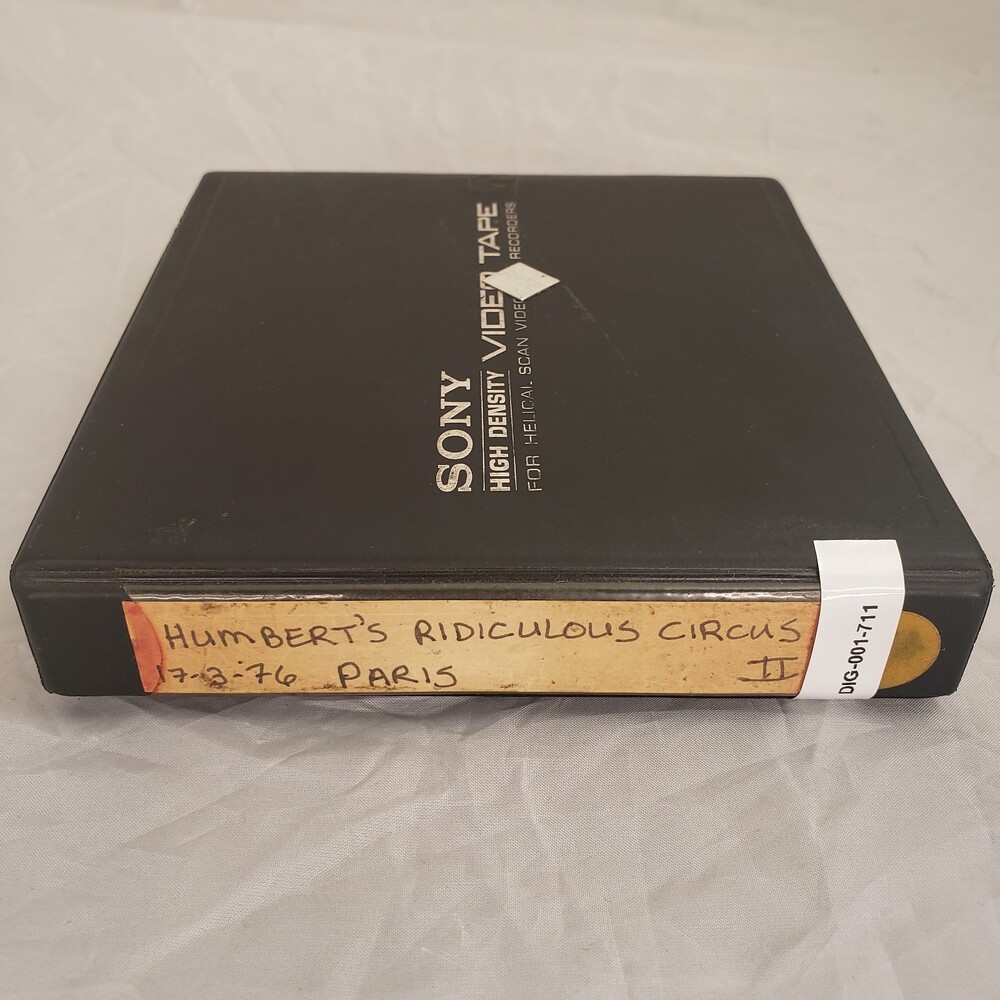 SONY
HIGH DENSITY VIDEO TAPE
FOR HELICAL SCAN VIDEO RECORDERS
HUMBERT'S RIDICULOUS CIRCUS
17-3-76 PARIS II
DIG-001-711